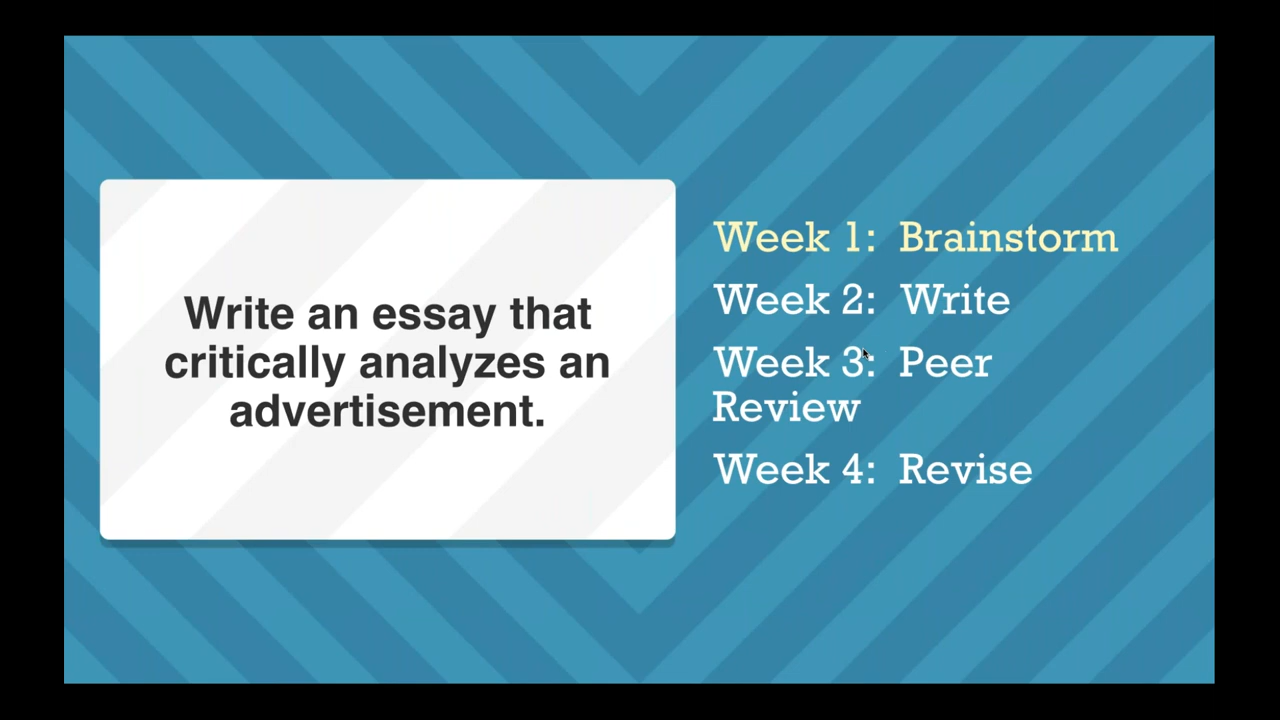 Write an essay that
critically analyzes an
advertisement.
Week 1: Brainstorm
Week 2: Write
Week 3: Peer
Review
Week 4: Revise